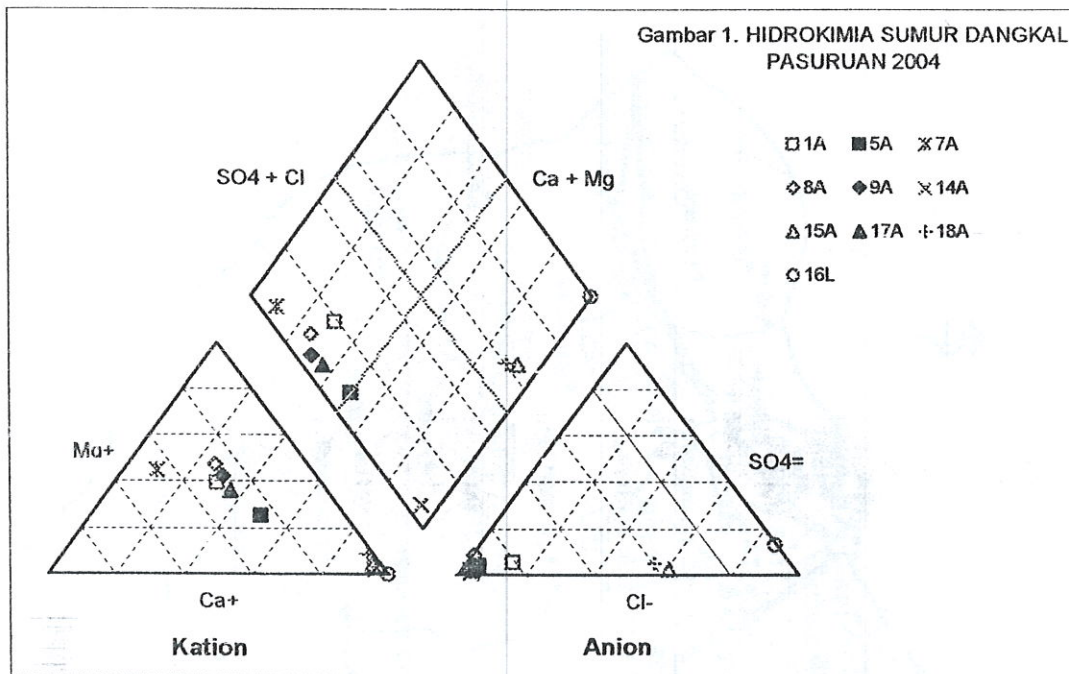 Gambar 1. HIDROKIMIA SUMUR DANGKAL
PASURUAN 2004
1A 5A 7A
8A 9A 14A
15A 17A 18A
16L
SO4 + Cl
Ca + Mg
Mg+
SO4=
Ca+
Cl-
Kation
Anion